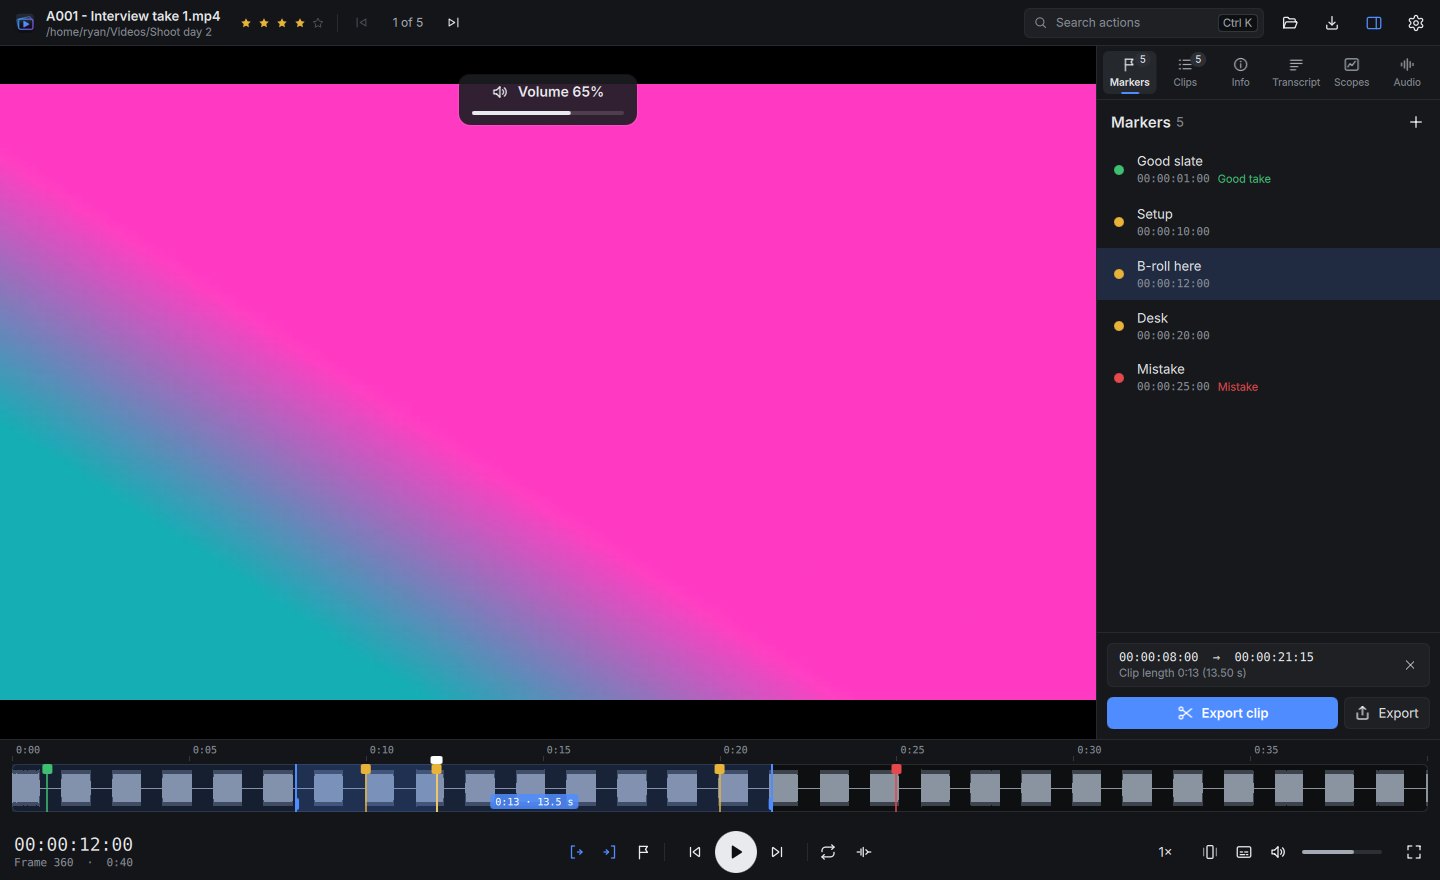 A001 - Interview take 1.mp4
/home/ryan/Videos/Shoot day 2
1 of 5
Search actions
Ctrl K
Volume 65%
5
5
Markers
Clips
Info
Transcript
Scopes
Audio
Markers 5
Good slate
00:00:01:00 Good take
Setup
00:00:10:00
B-roll here
00:00:12:00
Desk
00:00:20:00
Mistake
00:00:25:00 Mistake
00:00:08:00 → 00:00:21:15
Clip length 0:13 (13.50 s)
Export clip
Export
0:00 0:05 0:10 0:15 0:20 0:25 0:30 0:35
0:13 · 13.5 s
00:00:12:00
Frame 360 · 0:40
1×